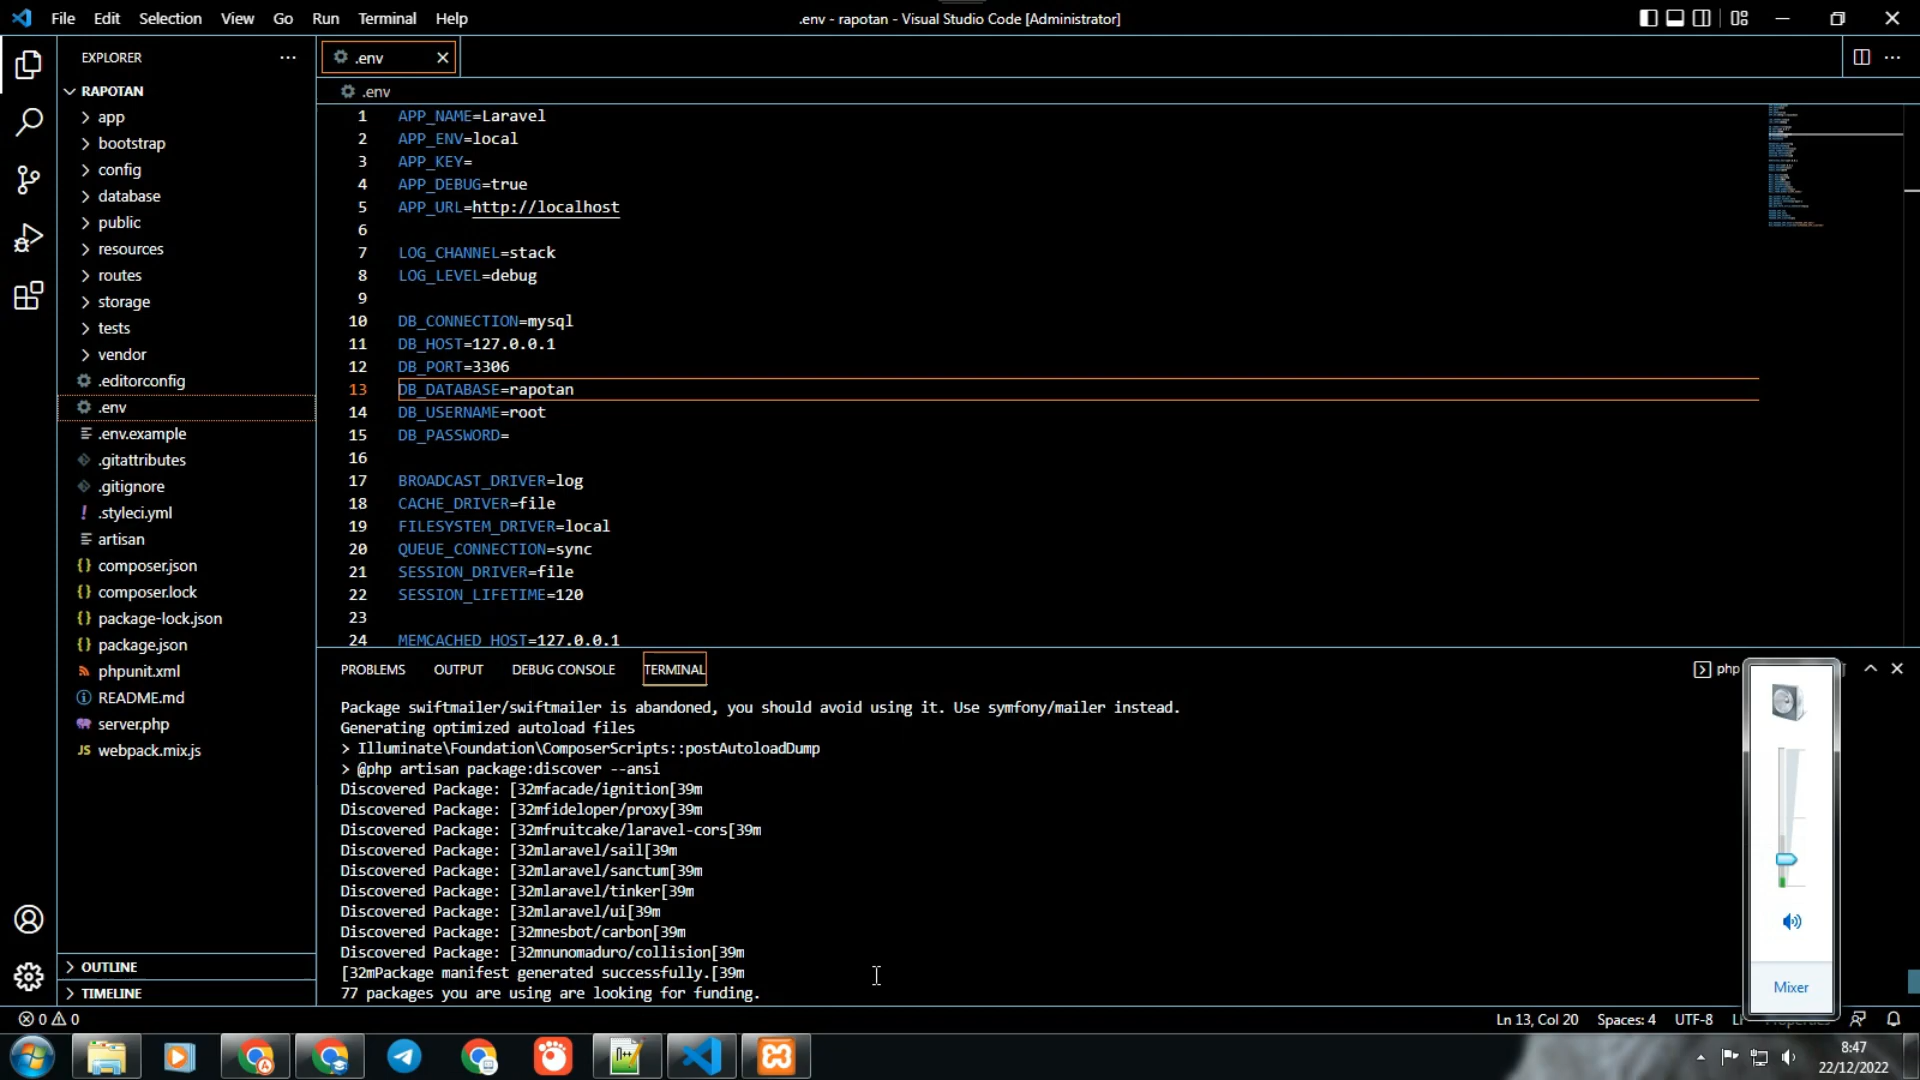 File Edit Selection View Go Run Terminal Help
.env - rapotan - Visual Studio Code [Administrator]
EXPLORER
RAPOTAN
app
bootstrap
config
database
public
resources
routes
storage
tests
vendor
.editorconfig
.env
.env.example
.gitattributes
.gitignore
.styleci.yml
artisan
composer.json
composer.lock
package-lock.json
package.json
phpunit.xml
README.md
server.php
webpack.mix.js
OUTLINE
TIMELINE
.env
.env
1 APP_NAME=Laravel
2 APP_ENV=local
3 APP_KEY=
4 APP_DEBUG=true
5 APP_URL=http://localhost
6
7 LOG_CHANNEL=stack
8 LOG_LEVEL=debug
9
10 DB_CONNECTION=mysql
11 DB_HOST=127.0.0.1
12 DB_PORT=3306
13 DB_DATABASE=rapotan
14 DB_USERNAME=root
15 DB_PASSWORD=
16
17 BROADCAST_DRIVER=log
18 CACHE_DRIVER=file
19 FILESYSTEM_DRIVER=local
20 QUEUE_CONNECTION=sync
21 SESSION_DRIVER=file
22 SESSION_LIFETIME=120
23
24 MEMCACHED_HOST=127.0.0.1
PROBLEMS OUTPUT DEBUG CONSOLE TERMINAL
php
Package swiftmailer/swiftmailer is abandoned, you should avoid using it. Use symfony/mailer instead.
Generating optimized autoload files
> Illuminate\Foundation\ComposerScripts::postAutoloadDump
> @php artisan package:discover --ansi
Discovered Package: [32mfacade/ignition[39m
Discovered Package: [32mfideloper/proxy[39m
Discovered Package: [32mfruitcake/laravel-cors[39m
Discovered Package: [32mlaravel/sail[39m
Discovered Package: [32mlaravel/sanctum[39m
Discovered Package: [32mlaravel/tinker[39m
Discovered Package: [32mlaravel/ui[39m
Discovered Package: [32mnesbot/carbon[39m
Discovered Package: [32mnunomaduro/collision[39m
[32mPackage manifest generated successfully.[39m
77 packages you are using are looking for funding.
Mixer
0 0
Ln 13, Col 20 Spaces: 4 UTF-8 Properties
8:47
22/12/2022